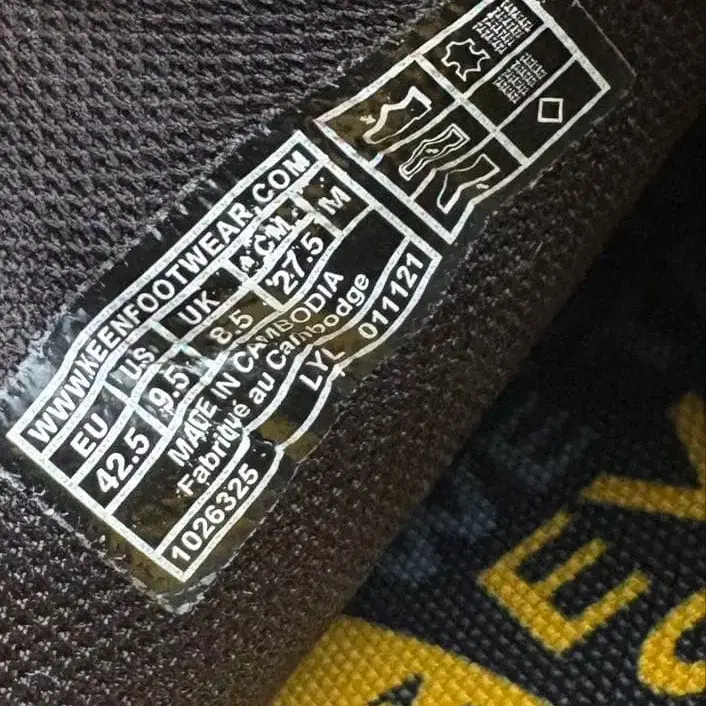 WWW.KEENFOOTWEAR.COM
EU US UK CM M
42.5 9.5 8.5 27.5
MADE IN CAMBODIA
Fabriqué au Cambodge
LYL 011121
1026325